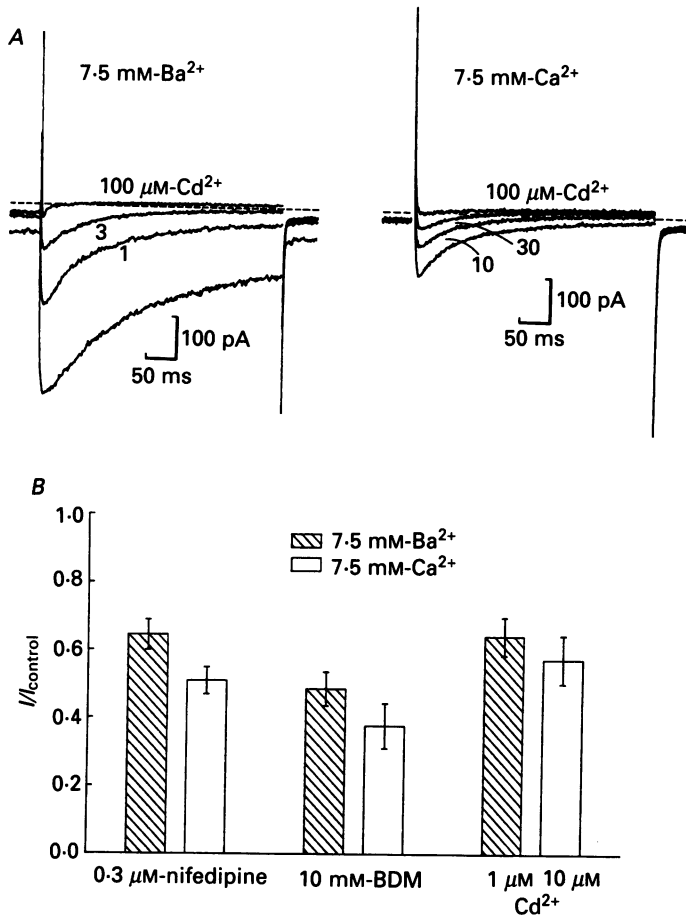 A
7·5 mM-Ba²⁺
7·5 mM-Ca²⁺
100 μM-Cd²⁺
3
1
100 pA
50 ms
100 μM-Cd²⁺
30
10
100 pA
50 ms
B
1·0
0·8
0·6
0·4
0·2
0·0
I/Icontrol
7·5 mM-Ba²⁺
7·5 mM-Ca²⁺
0·3 μM-nifedipine
10 mM-BDM
1 μM 10 μM
Cd²⁺